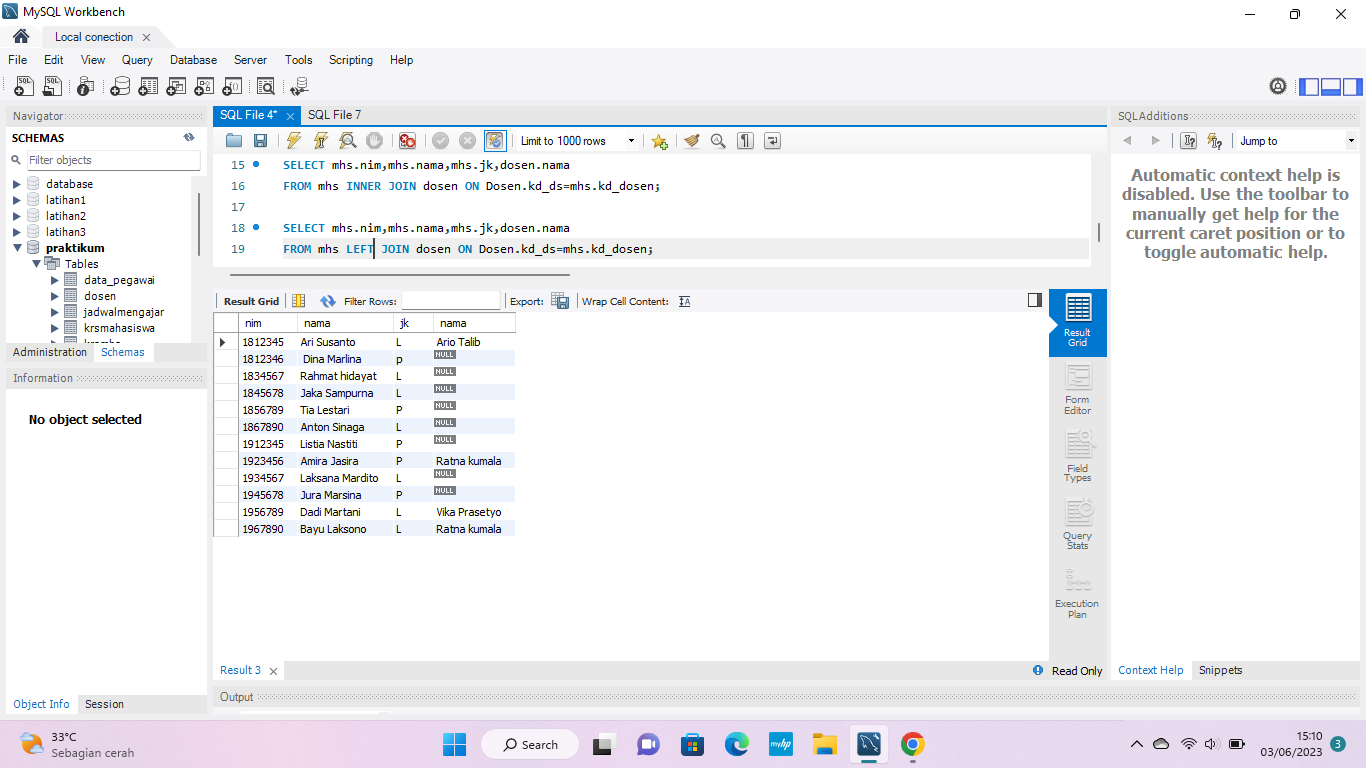 MySQL Workbench
Local conection
File Edit View Query Database Server Tools Scripting Help
Navigator
SCHEMAS
Filter objects
database
latihan1
latihan2
latihan3
praktikum
Tables
data_pegawai
dosen
jadwalmengajar
krsmahasiswa
Administration Schemas
Information
No object selected
Object Info Session
SQL File 4* SQL File 7
Limit to 1000 rows
15 SELECT mhs.nim,mhs.nama,mhs.jk,dosen.nama
16 FROM mhs INNER JOIN dosen ON Dosen.kd_ds=mhs.kd_dosen;
17
18 SELECT mhs.nim,mhs.nama,mhs.jk,dosen.nama
19 FROM mhs LEFT JOIN dosen ON Dosen.kd_ds=mhs.kd_dosen;
Result Grid Filter Rows: Export: Wrap Cell Content:
nim nama jk nama
1812345 Ari Susanto L Ario Talib
1812346 Dina Marlina p NULL
1834567 Rahmat hidayat L NULL
1845678 Jaka Sampurna L NULL
1856789 Tia Lestari P NULL
1867890 Anton Sinaga L NULL
1912345 Listia Nastiti P NULL
1923456 Amira Jasira P Ratna kumala
1934567 Laksana Mardito L NULL
1945678 Jura Marsina P NULL
1956789 Dadi Martani L Vika Prasetyo
1967890 Bayu Laksono L Ratna kumala
Result
Grid
Form
Editor
Field
Types
Query
Stats
Execution
Plan
Result 3
Read Only
Output
SQLAdditions
Jump to
Automatic context help is
disabled. Use the toolbar to
manually get help for the
current caret position or to
toggle automatic help.
Context Help Snippets
33°C
Sebagian cerah
Search
15:10
03/06/2023
3